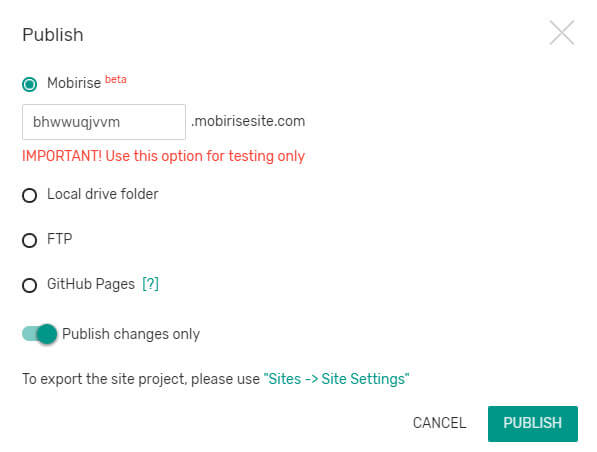 Publish
Mobirise beta
bhwwuqjvvm .mobirisesite.com
IMPORTANT! Use this option for testing only
Local drive folder
FTP
GitHub Pages [?]
Publish changes only
To export the site project, please use "Sites -> Site Settings"
CANCEL PUBLISH